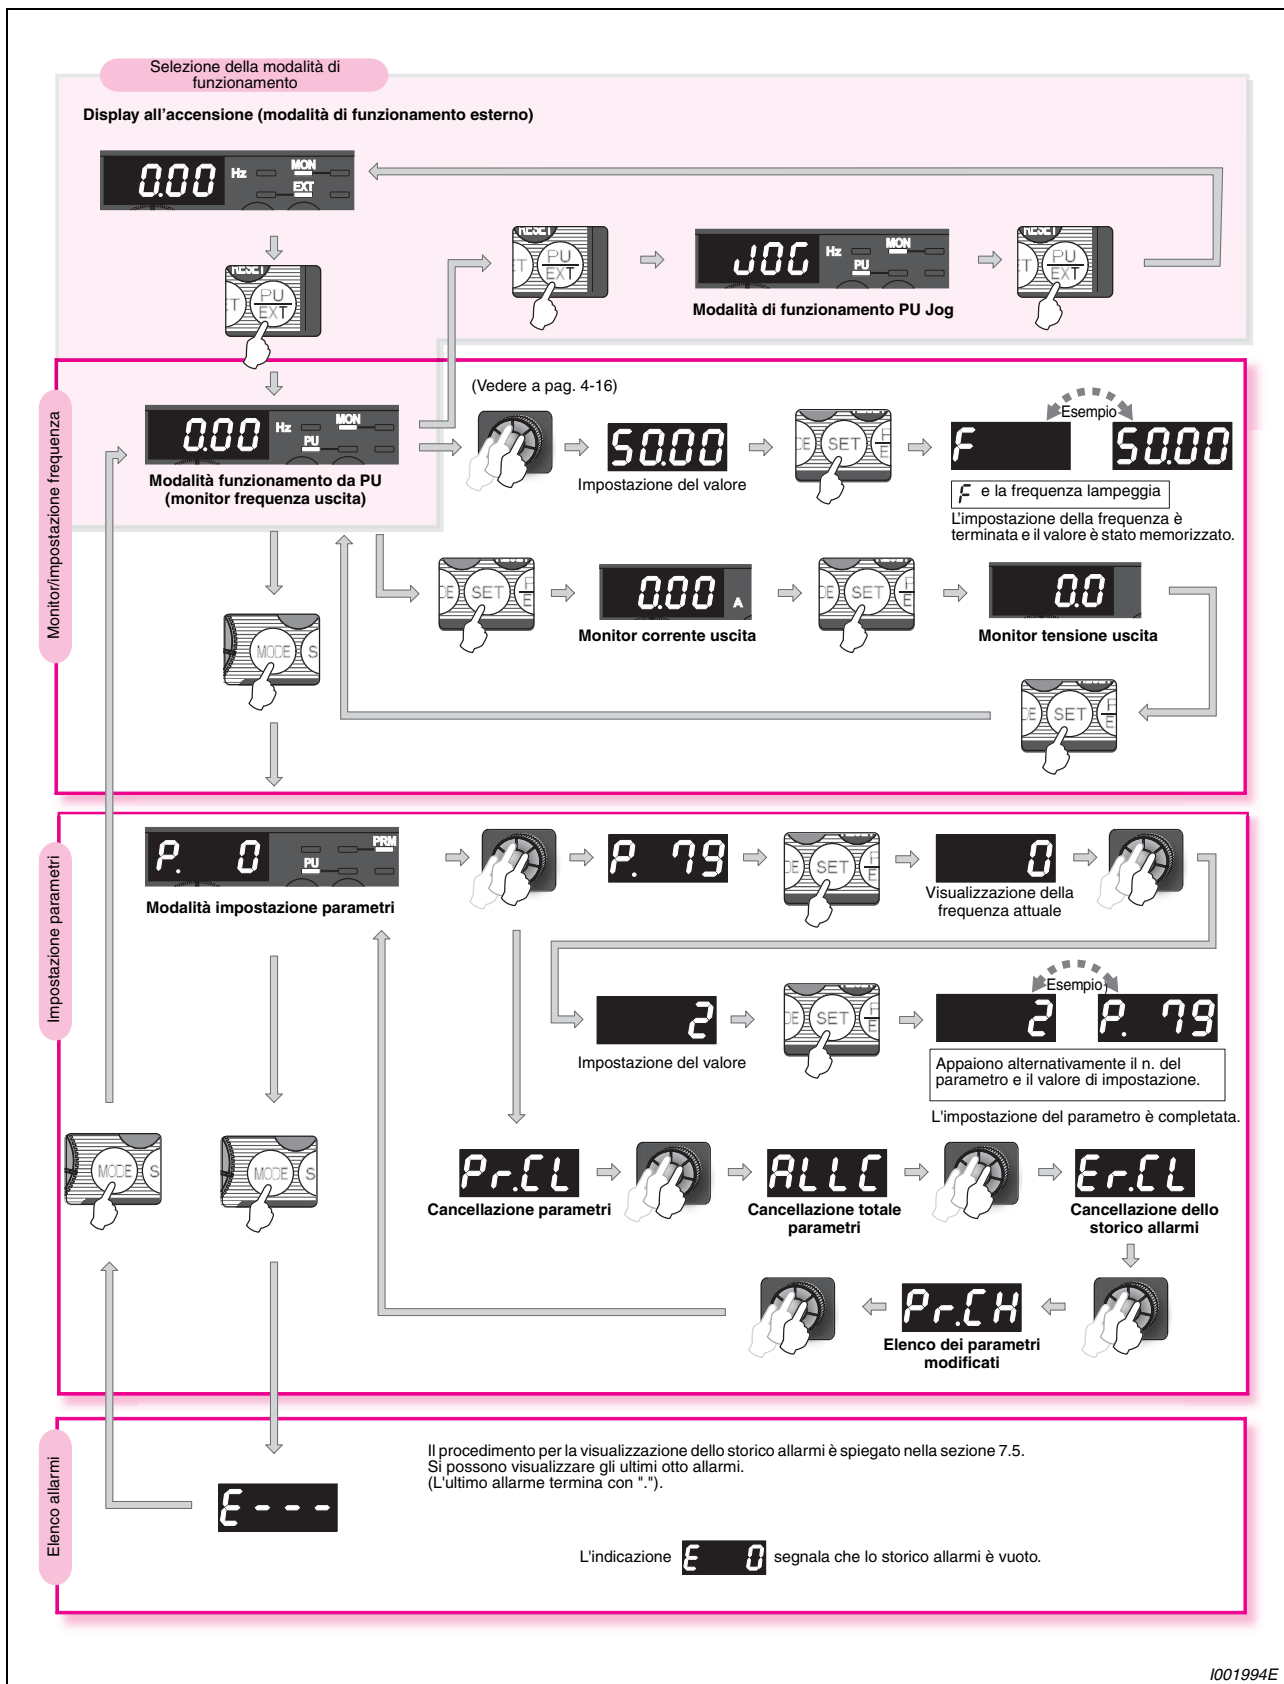 Selezione della modalità di
funzionamento
Display all'accensione (modalità di funzionamento esterno)
0.00 Hz MON
EXT
RESET
PU
EXT
RESET
PU
EXT
JOG Hz MON
PU
Modalità di funzionamento PU Jog
RESET
PU
EXT
Monitor/impostazione frequenza
0.00 Hz MON
PU
Modalità funzionamento da PU
(monitor frequenza uscita)
(Vedere a pag. 4-16)
50.00
Impostazione del valore
SET
Esempio
F 50.00
F e la frequenza lampeggia
L'impostazione della frequenza è
terminata e il valore è stato memorizzato.
SET
0.00 A
Monitor corrente uscita
SET
0.0
Monitor tensione uscita
MODE S
SET
Impostazione parametri
P. 0 PRM
PU
Modalità impostazione parametri
P. 79
SET
0
Visualizzazione della
frequenza attuale
2
Impostazione del valore
SET
Esempio
2 P. 79
Appaiono alternativamente il n. del
parametro e il valore di impostazione.
L'impostazione del parametro è completata.
MODE S
MODE S
Pr.CL
Cancellazione parametri
ALLC
Cancellazione totale
parametri
Er.CL
Cancellazione dello
storico allarmi
Pr.CH
Elenco dei parametri
modificati
Elenco allarmi
E---
Il procedimento per la visualizzazione dello storico allarmi è spiegato nella sezione 7.5.
Si possono visualizzare gli ultimi otto allarmi.
(L'ultimo allarme termina con ".").
L'indicazione E 0 segnala che lo storico allarmi è vuoto.
I001994E